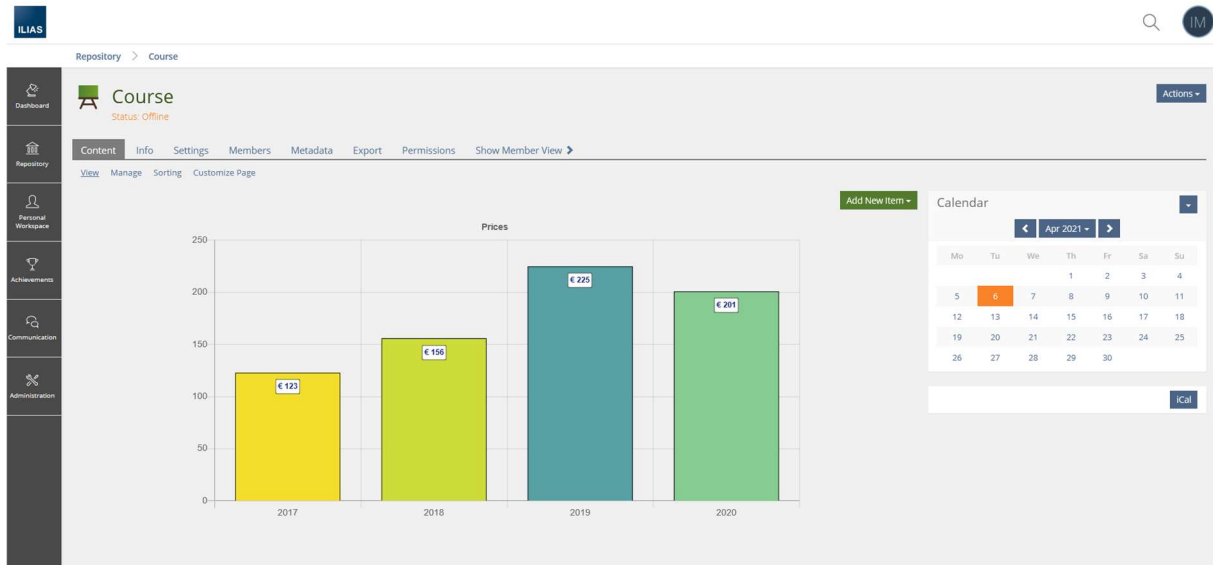 ILIAS
IM
Repository > Course
Dashboard
Repository
Personal
Workspace
Achievements
Communication
Administration
Course
Status: Offline
Actions
Content Info Settings Members Metadata Export Permissions Show Member View
View Manage Sorting Customize Page
Add New Item
Prices
250
200
150
100
50
0
€ 123
€ 156
€ 225
€ 201
2017 2018 2019 2020
Calendar
Apr 2021
Mo Tu We Th Fr Sa Su
1 2 3 4
5 6 7 8 9 10 11
12 13 14 15 16 17 18
19 20 21 22 23 24 25
26 27 28 29 30
iCal